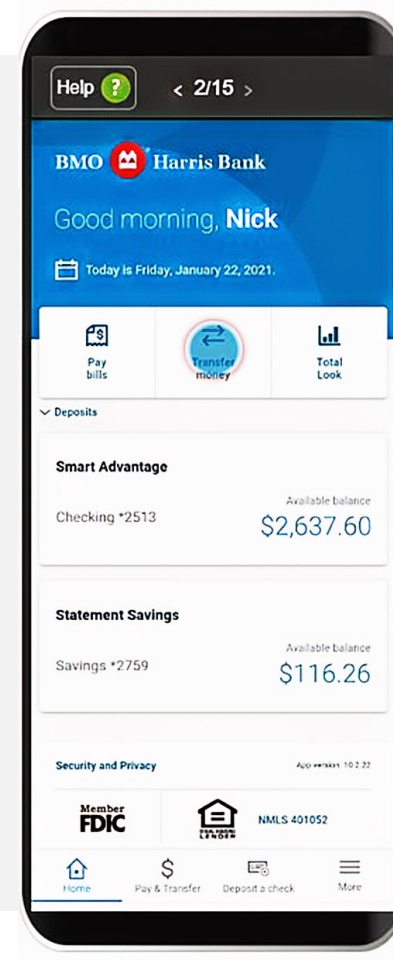 Help ?
< 2/15 >
BMO Harris Bank
Good morning, Nick
Today is Friday, January 22, 2021.
Pay bills
Transfer money
Total Look
Deposits
Smart Advantage
Available balance
Checking *2513
$2,637.60
Statement Savings
Available balance
Savings *2759
$116.26
Security and Privacy
App version: 10.2.22
Member
FDIC
LENDER
NMLS 401052
Home
Pay & Transfer
Deposit a check
More